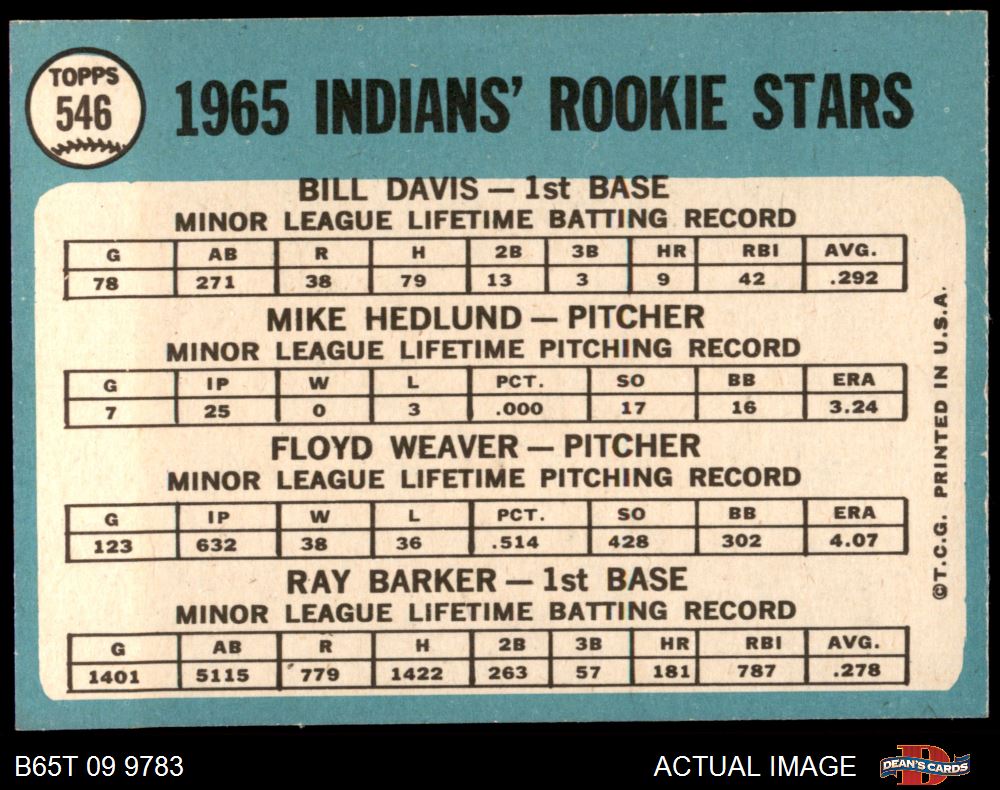 TOPPS
546
1965 INDIANS' ROOKIE STARS
BILL DAVIS — 1st BASE
MINOR LEAGUE LIFETIME BATTING RECORD
G AB R H 2B 3B HR RBI AVG.
78 271 38 79 13 3 9 42 .292
MIKE HEDLUND — PITCHER
MINOR LEAGUE LIFETIME PITCHING RECORD
G IP W L PCT. SO BB ERA
7 25 0 3 .000 17 16 3.24
FLOYD WEAVER — PITCHER
MINOR LEAGUE LIFETIME PITCHING RECORD
G IP W L PCT. SO BB ERA
123 632 38 36 .514 428 302 4.07
RAY BARKER — 1st BASE
MINOR LEAGUE LIFETIME BATTING RECORD
G AB R H 2B 3B HR RBI AVG.
1401 5115 779 1422 263 57 181 787 .278
©T.C.G. PRINTED IN U.S.A.
B65T 09 9783
ACTUAL IMAGE
DEAN'S CARDS